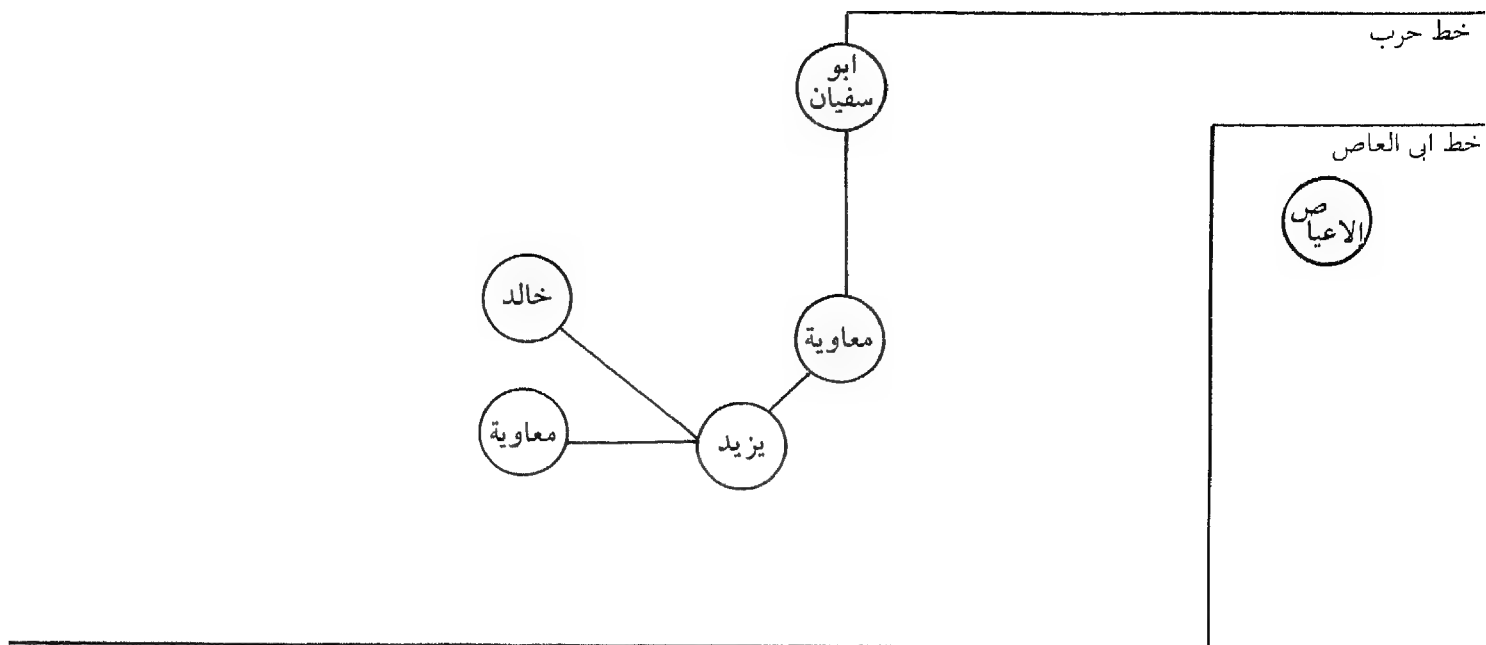 خط حرب
ابو
سفيان
خط ابى العاص
الاعياص
خالد
معاوية
معاوية
يزيد